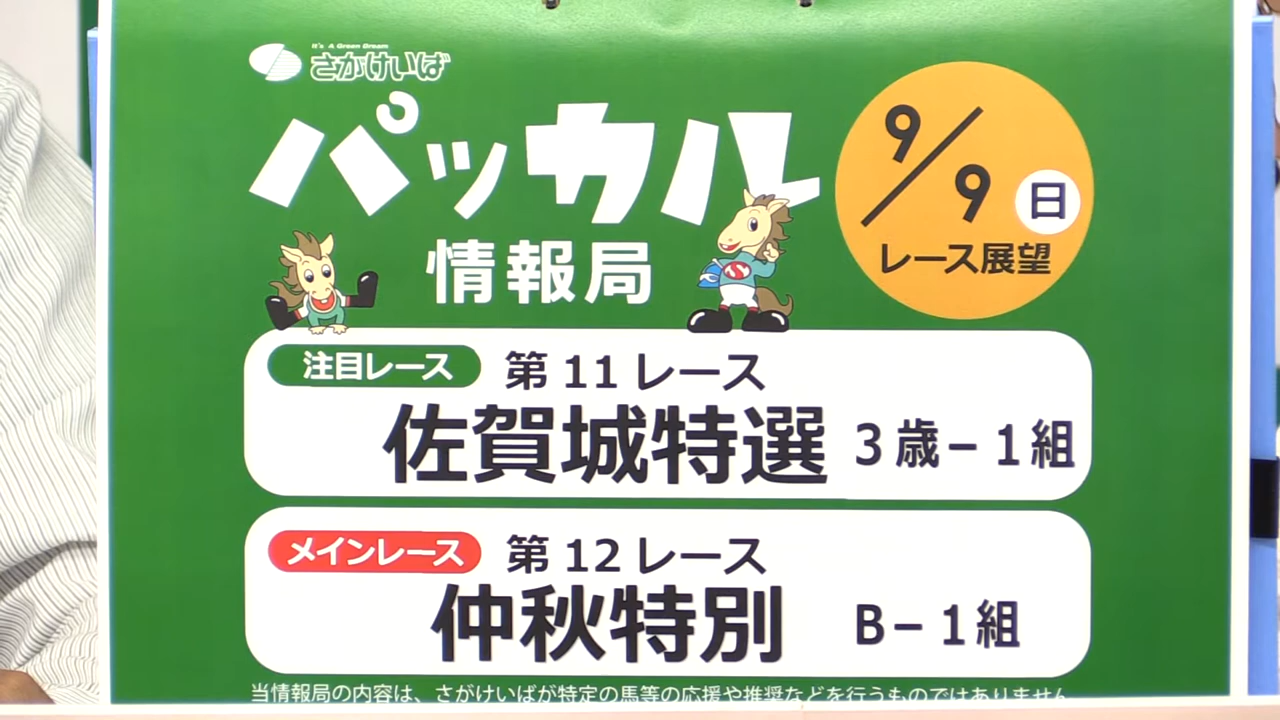 It's A Green Dream
さがけいば
パッカル
情報局
9/9 日
レース展望
注目レース 第11レース
佐賀城特選 3歳－1組
メインレース 第12レース
仲秋特別 B－1組
当情報局の内容は、さがけいばが特定の馬等の応援や推奨などを行うものではありません